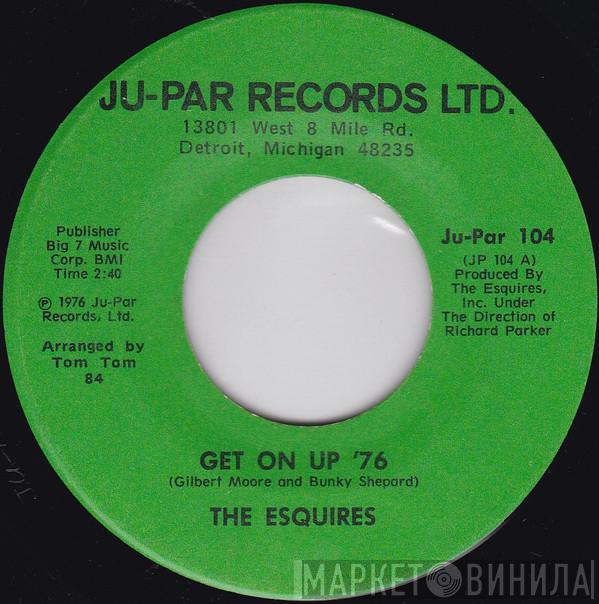 JU-PAR RECORDS LTD.
13801 West 8 Mile Rd.
Detroit, Michigan 48235
Publisher
Big 7 Music
Corp. BMI
Time 2:40
Ⓟ 1976 Ju-Par
Records, Ltd.
Arranged by
Tom Tom
84
Ju-Par 104
(JP 104 A)
Produced By
The Esquires,
Inc. Under
The Direction of
Richard Parker
GET ON UP '76
(Gilbert Moore and Bunky Shepard)
THE ESQUIRES
МАРКЕТ ВИНИЛА